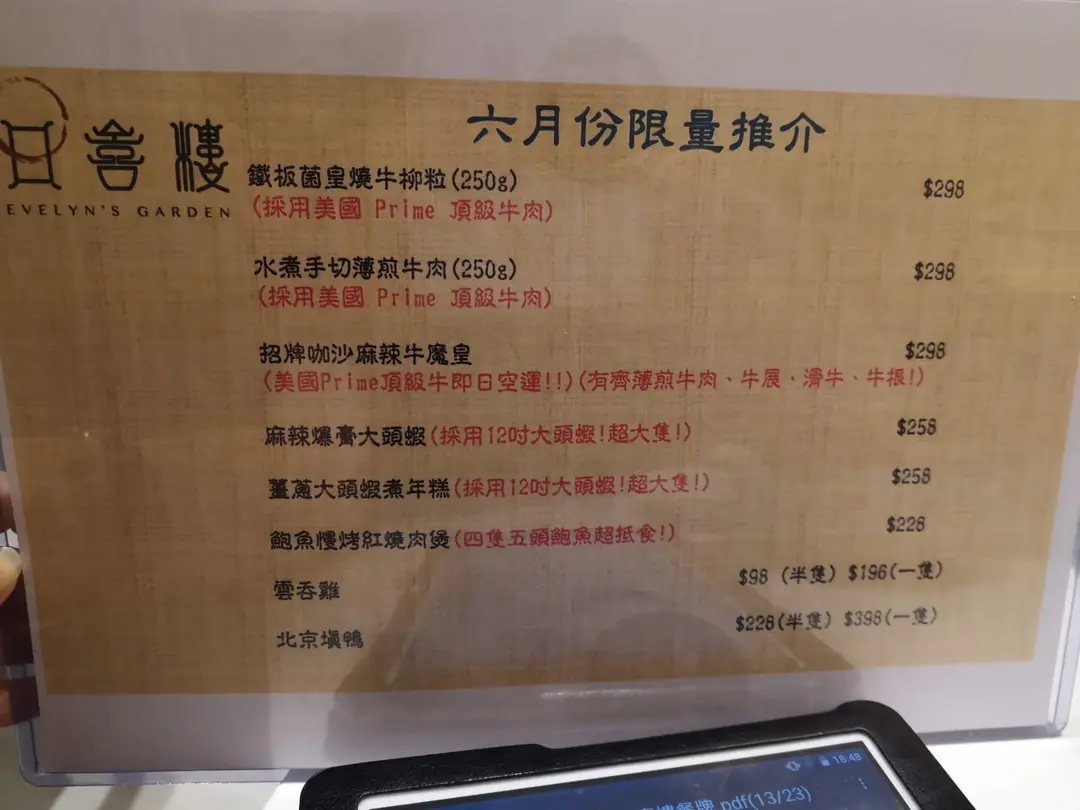 六月份限量推介
日喜樓
EVELYN'S GARDEN
鐵板菌皇燒牛柳粒(250g) $298
(採用美國 Prime 頂級牛肉)
水煮手切薄煎牛肉(250g) $298
(採用美國 Prime 頂級牛肉)
招牌咖沙麻辣牛魔皇 $298
(美國Prime頂級牛即日空運!!)(有齊薄煎牛肉、牛展、滑牛、牛根!)
麻辣爆膏大頭蝦(採用12吋大頭蝦!超大隻!) $258
薑蔥大頭蝦煮年糕(採用12吋大頭蝦!超大隻!) $258
鮑魚慢烤紅燒肉煲(四隻五頭鮑魚超抵食!) $228
雲吞雞 $98 (半隻) $196(一隻)
北京填鴨 $228(半隻) $398(一隻)
18:48
樓餐牌.pdf(13/23)